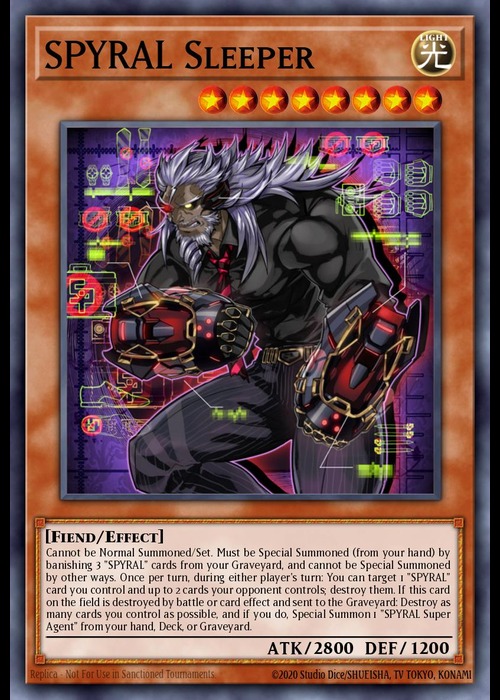 SPYRAL Sleeper
LIGHT
光
[Fiend/Effect]
Cannot be Normal Summoned/Set. Must be Special Summoned (from your hand) by
banishing 3 "SPYRAL" cards from your Graveyard, and cannot be Special Summoned
by other ways. Once per turn, during either player's turn: You can target 1 "SPYRAL"
card you control and up to 2 cards your opponent controls; destroy them. If this card
on the field is destroyed by battle or card effect and sent to the Graveyard: Destroy as
many cards you control as possible, and if you do, Special Summon 1 "SPYRAL Super
Agent" from your hand, Deck, or Graveyard.
ATK/2800 DEF/1200
Replica - Not For Use in Sanctioned Tournaments
©2020 Studio Dice/SHUEISHA, TV TOKYO, KONAMI